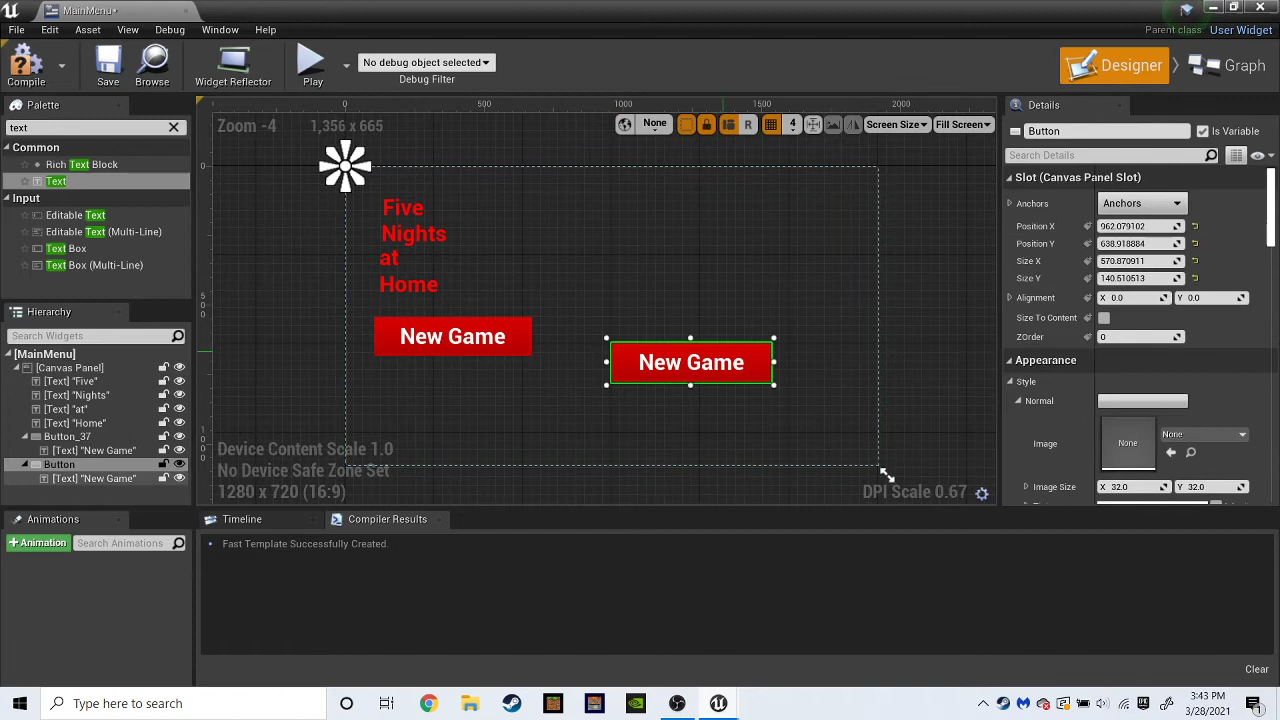 MainMenu*
File Edit Asset View Debug Window Help
Parent class: User Widget
Compile Save Browse Widget Reflector Play
No debug object selected
Debug Filter
Designer Graph
Palette
text
Common
Rich Text Block
Text
Input
Editable Text
Editable Text (Multi-Line)
Text Box
Text Box (Multi-Line)
Hierarchy
Search Widgets
[MainMenu]
[Canvas Panel]
[Text] "Five"
[Text] "Nights"
[Text] "at"
[Text] "Home"
Button_37
[Text] "New Game"
Button
[Text] "New Game"
Animations
+Animation Search Animations
0 500 1000 1500 2000
Zoom -4 1,356 x 665
None R 4 Screen Size Fill Screen
0
500
100
Five
Nights
at
Home
New Game
New Game
Device Content Scale 1.0
No Device Safe Zone Set
1280 x 720 (16:9)
DPI Scale 0.67
Timeline Compiler Results
Fast Template Successfully Created.
Clear
Details
Button Is Variable
Search Details
Slot (Canvas Panel Slot)
Anchors Anchors
Position X 962.079102
Position Y 638.918884
Size X 570.870911
Size Y 140.510513
Alignment X 0.0 Y 0.0
Size To Content
ZOrder 0
Appearance
Style
Normal
Image None None
Image Size X 32.0 Y 32.0
Type here to search
3:43 PM
3/28/2021